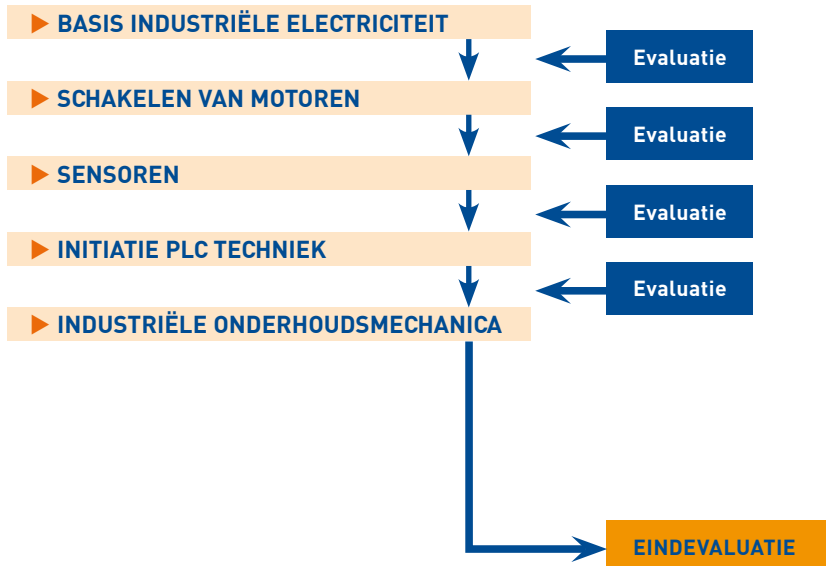 BASIS INDUSTRIËLE ELECTRICITEIT
Evaluatie
SCHAKELEN VAN MOTOREN
Evaluatie
SENSOREN
Evaluatie
INITIATIE PLC TECHNIEK
Evaluatie
INDUSTRIËLE ONDERHOUDSMECHANICA
EINDEVALUATIE